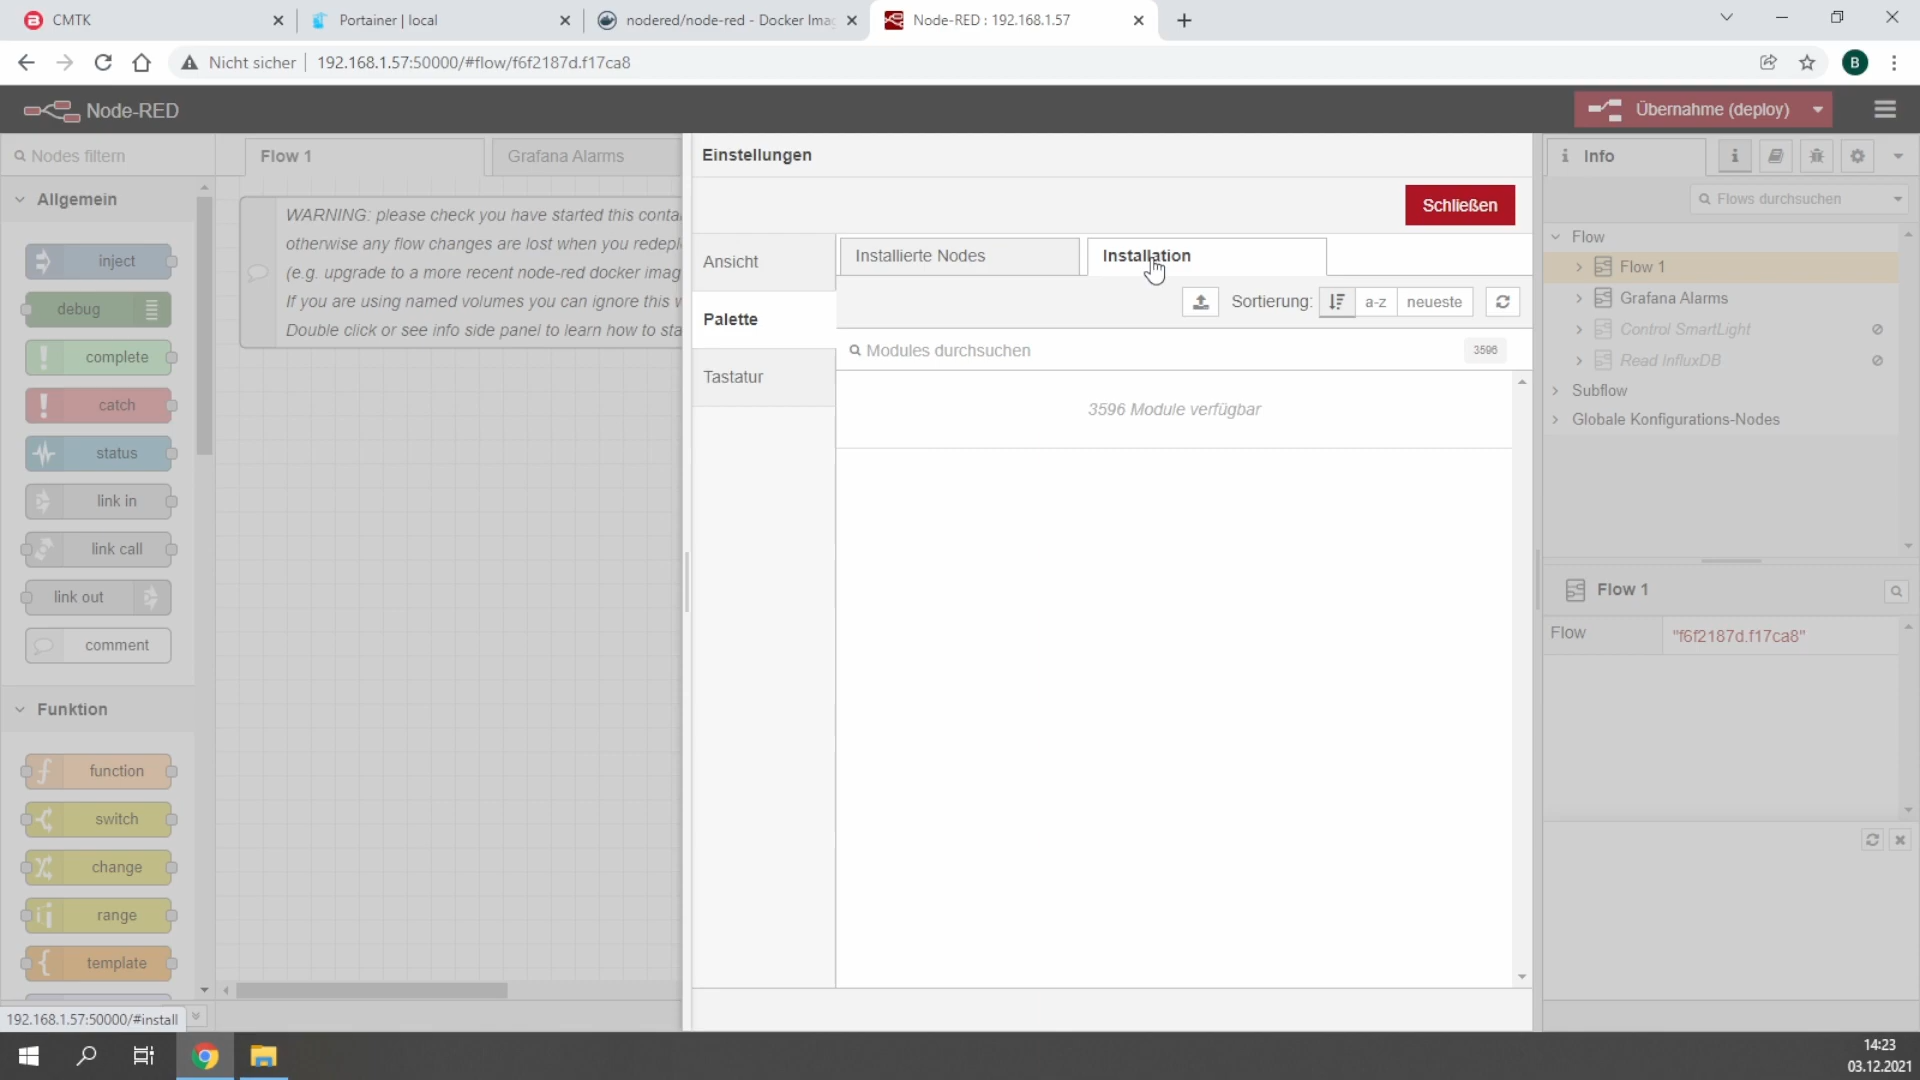 CMTK
Portainer | local
nodered/node-red - Docker Imag
Node-RED : 192.168.1.57
Nicht sicher
192.168.1.57:50000/#flow/f6f2187d.f17ca8
B
Node-RED
Übernahme (deploy)
Nodes filtern
Allgemein
inject
debug
complete
catch
status
link in
link call
link out
comment
Funktion
function
switch
change
range
template
192.168.1.57:50000/#install
Flow 1
Grafana Alarms
WARNING: please check you have started this conta
otherwise any flow changes are lost when you redepl
(e.g. upgrade to a more recent node-red docker imag
If you are using named volumes you can ignore this w
Double click or see info side panel to learn how to sta
Einstellungen
Schließen
Ansicht
Palette
Tastatur
Installierte Nodes
Installation
Sortierung:
a-z
neueste
Modules durchsuchen
3596
3596 Module verfügbar
Info
Flows durchsuchen
Flow
Flow 1
Grafana Alarms
Control SmartLight
Read InfluxDB
Subflow
Globale Konfigurations-Nodes
Flow 1
Flow
"f6f2187d.f17ca8"
14:23
03.12.2021